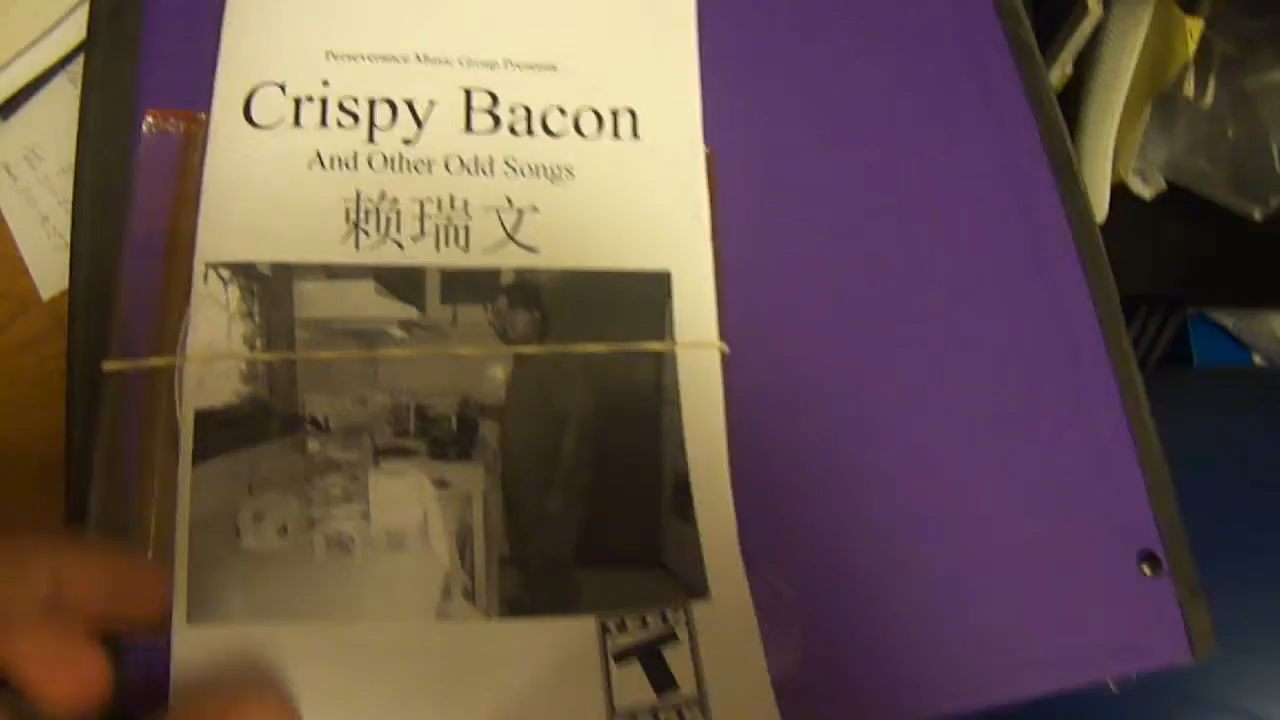 Perseverance Music Group Presents
Crispy Bacon
And Other Odd Songs
赖瑞文
T